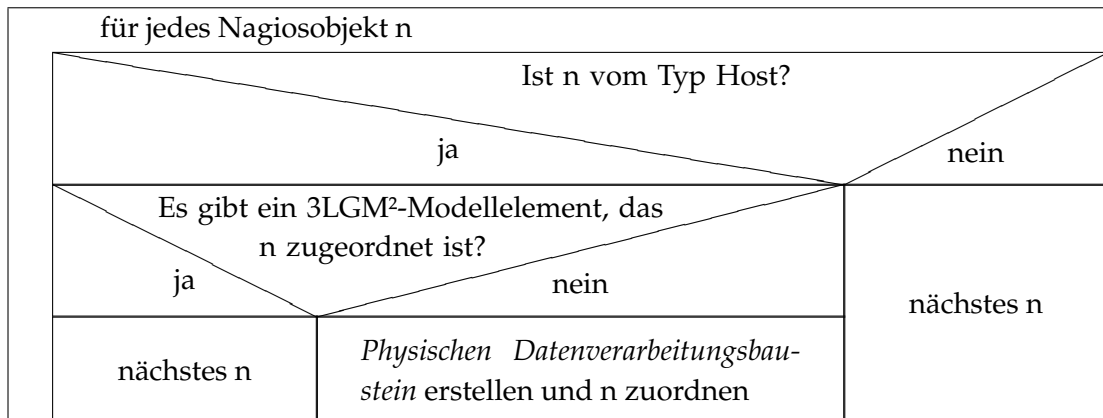 für jedes Nagiosobjekt n
Ist n vom Typ Host?
ja
nein
Es gibt ein 3LGM²-Modellelement, das
n zugeordnet ist?
ja
nein
nächstes n
nächstes n
Physischen Datenverarbeitungsbau-
stein erstellen und n zuordnen